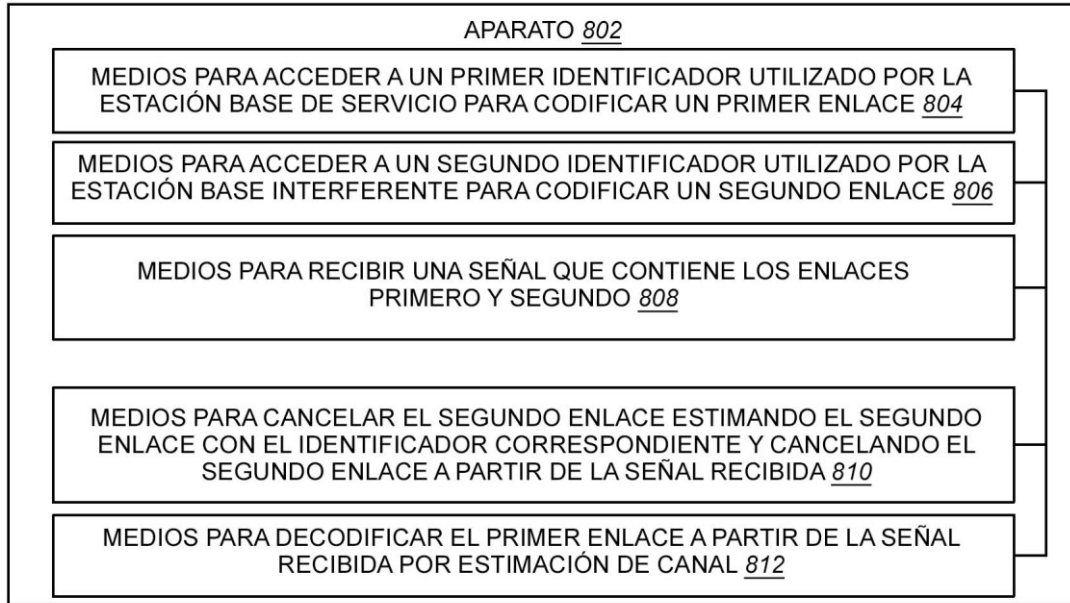 APARATO 802
MEDIOS PARA ACCEDER A UN PRIMER IDENTIFICADOR UTILIZADO POR LA
ESTACIÓN BASE DE SERVICIO PARA CODIFICAR UN PRIMER ENLACE 804
MEDIOS PARA ACCEDER A UN SEGUNDO IDENTIFICADOR UTILIZADO POR LA
ESTACIÓN BASE INTERFERENTE PARA CODIFICAR UN SEGUNDO ENLACE 806
MEDIOS PARA RECIBIR UNA SEÑAL QUE CONTIENE LOS ENLACES
PRIMERO Y SEGUNDO 808
MEDIOS PARA CANCELAR EL SEGUNDO ENLACE ESTIMANDO EL SEGUNDO
ENLACE CON EL IDENTIFICADOR CORRESPONDIENTE Y CANCELANDO EL
SEGUNDO ENLACE A PARTIR DE LA SEÑAL RECIBIDA 810
MEDIOS PARA DECODIFICAR EL PRIMER ENLACE A PARTIR DE LA SEÑAL
RECIBIDA POR ESTIMACIÓN DE CANAL 812